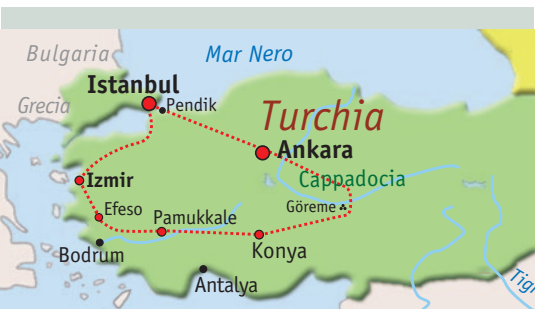 Bulgaria
Mar Nero
Istanbul
Grecia
Pendik
Turchia
Ankara
Izmir
Cappadocia
Efeso
Göreme
Pamukkale
Bodrum
Konya
Antalya
Tigr